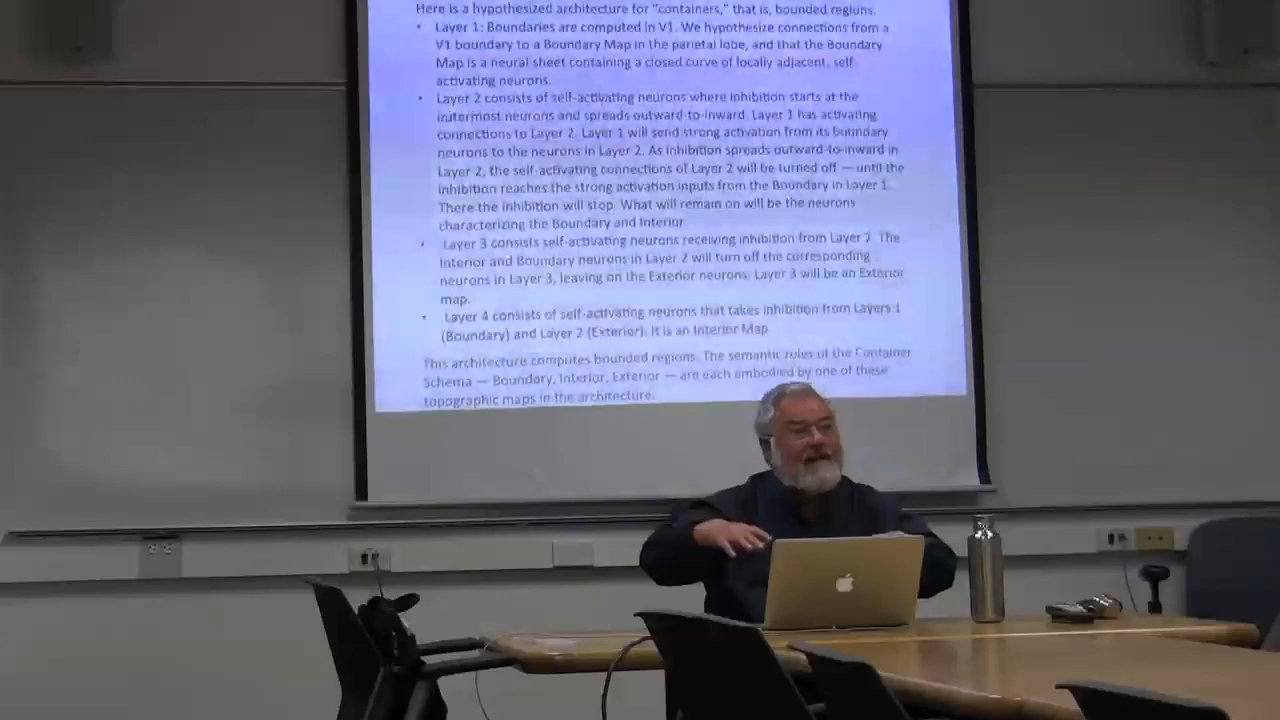 Here is a hypothesized architecture for "containers," that is, bounded regions.
• Layer 1: Boundaries are computed in V1. We hypothesize connections from a
V1 boundary to a Boundary Map in the parietal lobe, and that the Boundary
Map is a neural sheet containing a closed curve of locally adjacent, self-
activating neurons.
• Layer 2 consists of self-activating neurons where inhibition starts at the
outermost neurons and spreads outward-to-inward. Layer 1 has activating
connections to Layer 2. Layer 1 will send strong activation from its boundary
neurons to the neurons in Layer 2. As inhibition spreads outward-to-inward in
Layer 2, the self-activating connections of Layer 2 will be turned off — until the
inhibition reaches the strong activation inputs from the Boundary in Layer 1.
There the inhibition will stop. What will remain on will be the neurons
characterizing the Boundary and Interior.
• Layer 3 consists self-activating neurons receiving inhibition from Layer 2. The
Interior and Boundary neurons in Layer 2 will turn off the corresponding
neurons in Layer 3, leaving on the Exterior neurons. Layer 3 will be an Exterior
map.
• Layer 4 consists of self-activating neurons that takes inhibition from Layers 1
(Boundary) and Layer 2 (Exterior). It is an Interior Map.
This architecture computes bounded regions. The semantic roles of the Container
Schema — Boundary, Interior, Exterior — are each embodied by one of these
topographic maps in the architecture.